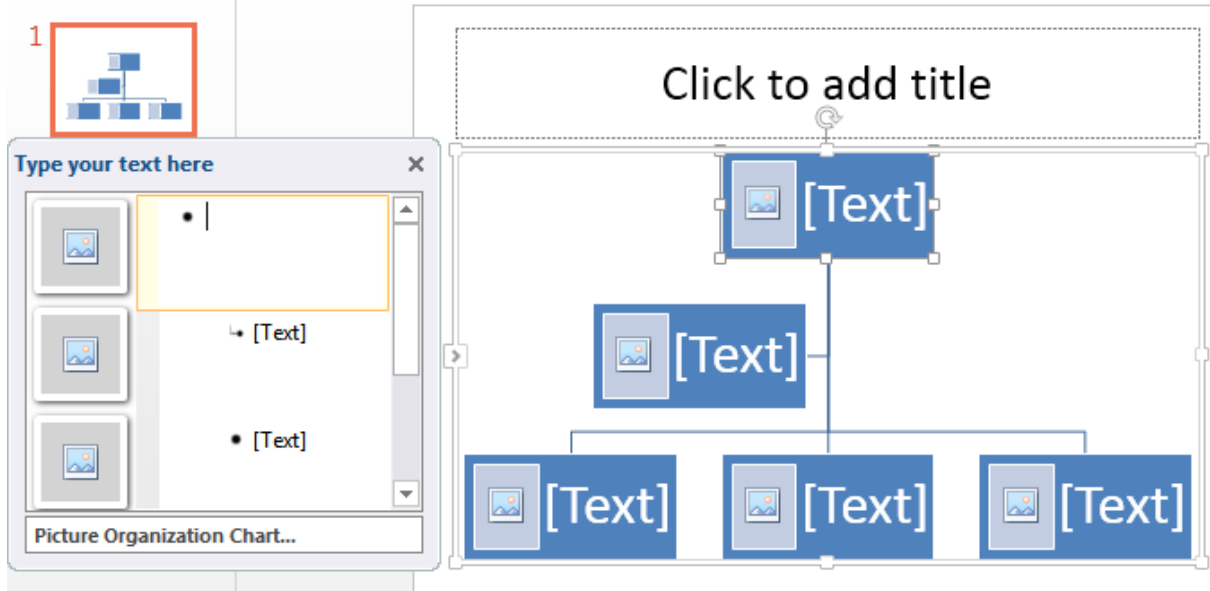 1
Click to add title
Type your text here
[Text]
[Text]
Picture Organization Chart...
[Text]
[Text]
[Text] [Text] [Text]